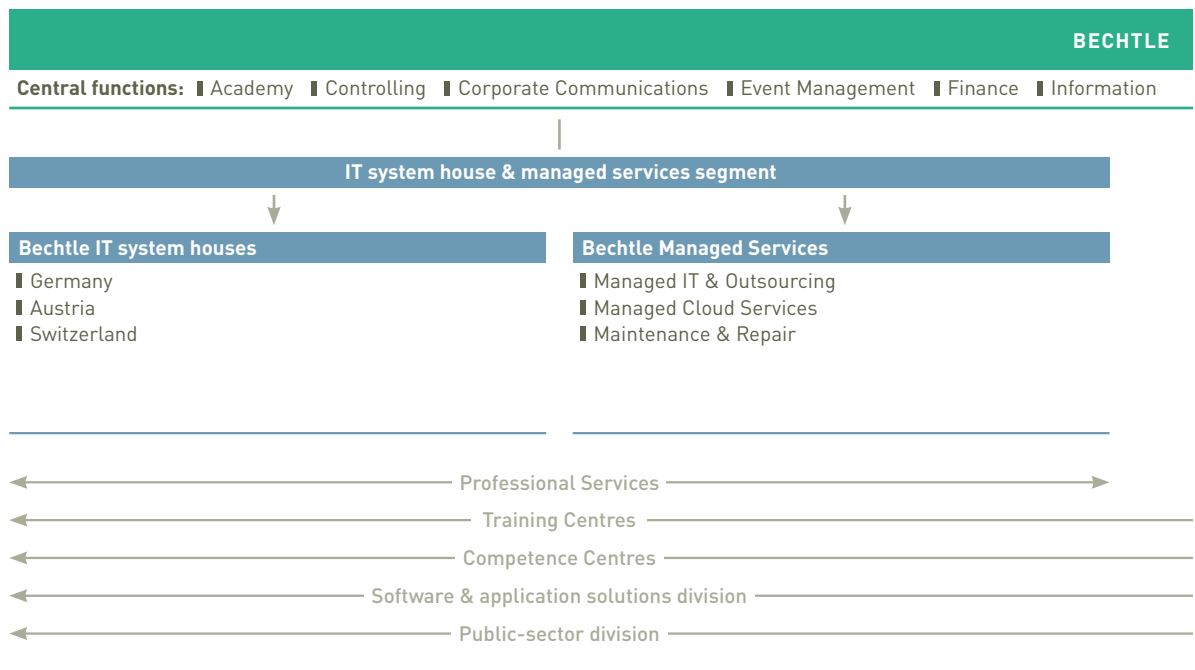 BECHTLE
Central functions: Academy Controlling Corporate Communications Event Management Finance Information
IT system house & managed services segment
Bechtle IT system houses
Germany
Austria
Switzerland
Bechtle Managed Services
Managed IT & Outsourcing
Managed Cloud Services
Maintenance & Repair
Professional Services
Training Centres
Competence Centres
Software & application solutions division
Public-sector division